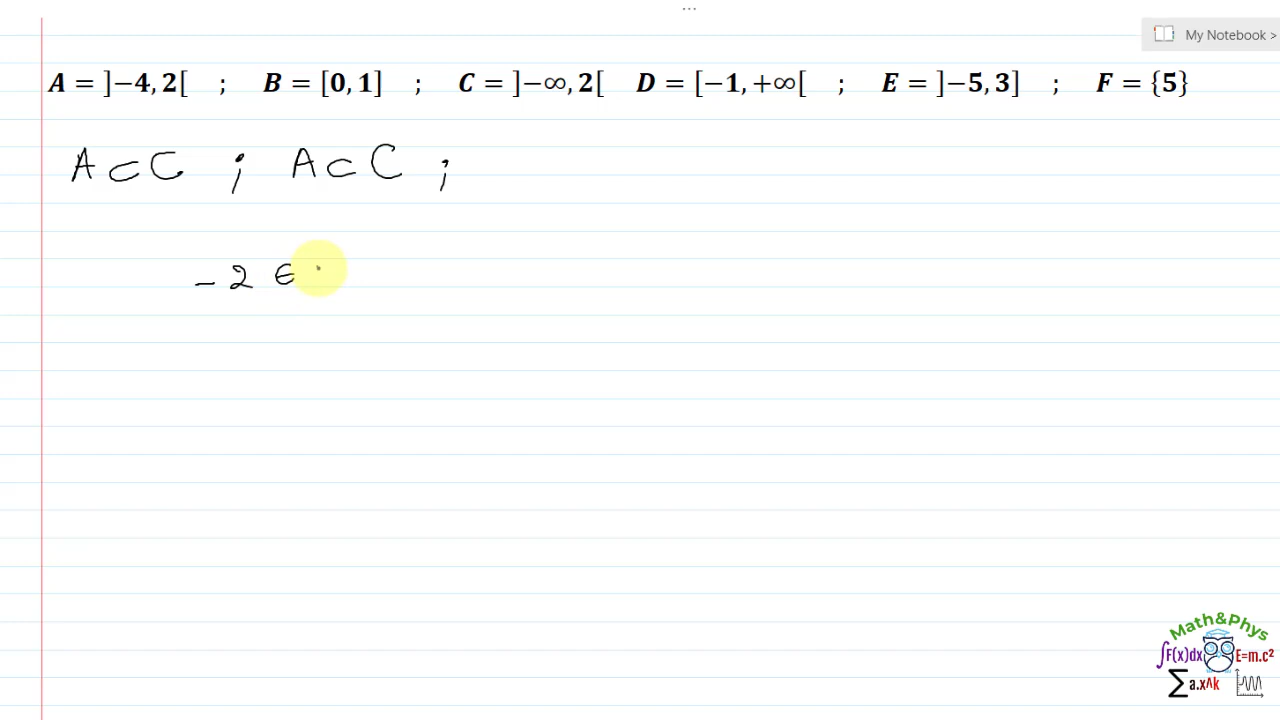 ...
My Notebook >
A = ]−4, 2[ ; B = [0, 1] ; C = ]−∞, 2[ D = [−1, +∞[ ; E = ]−5, 3] ; F = {5}
A⊂C ; A⊂C ;
−2 ∈
Math&Phys
∫F(x)dx E=m.c²
∑ a.x^k